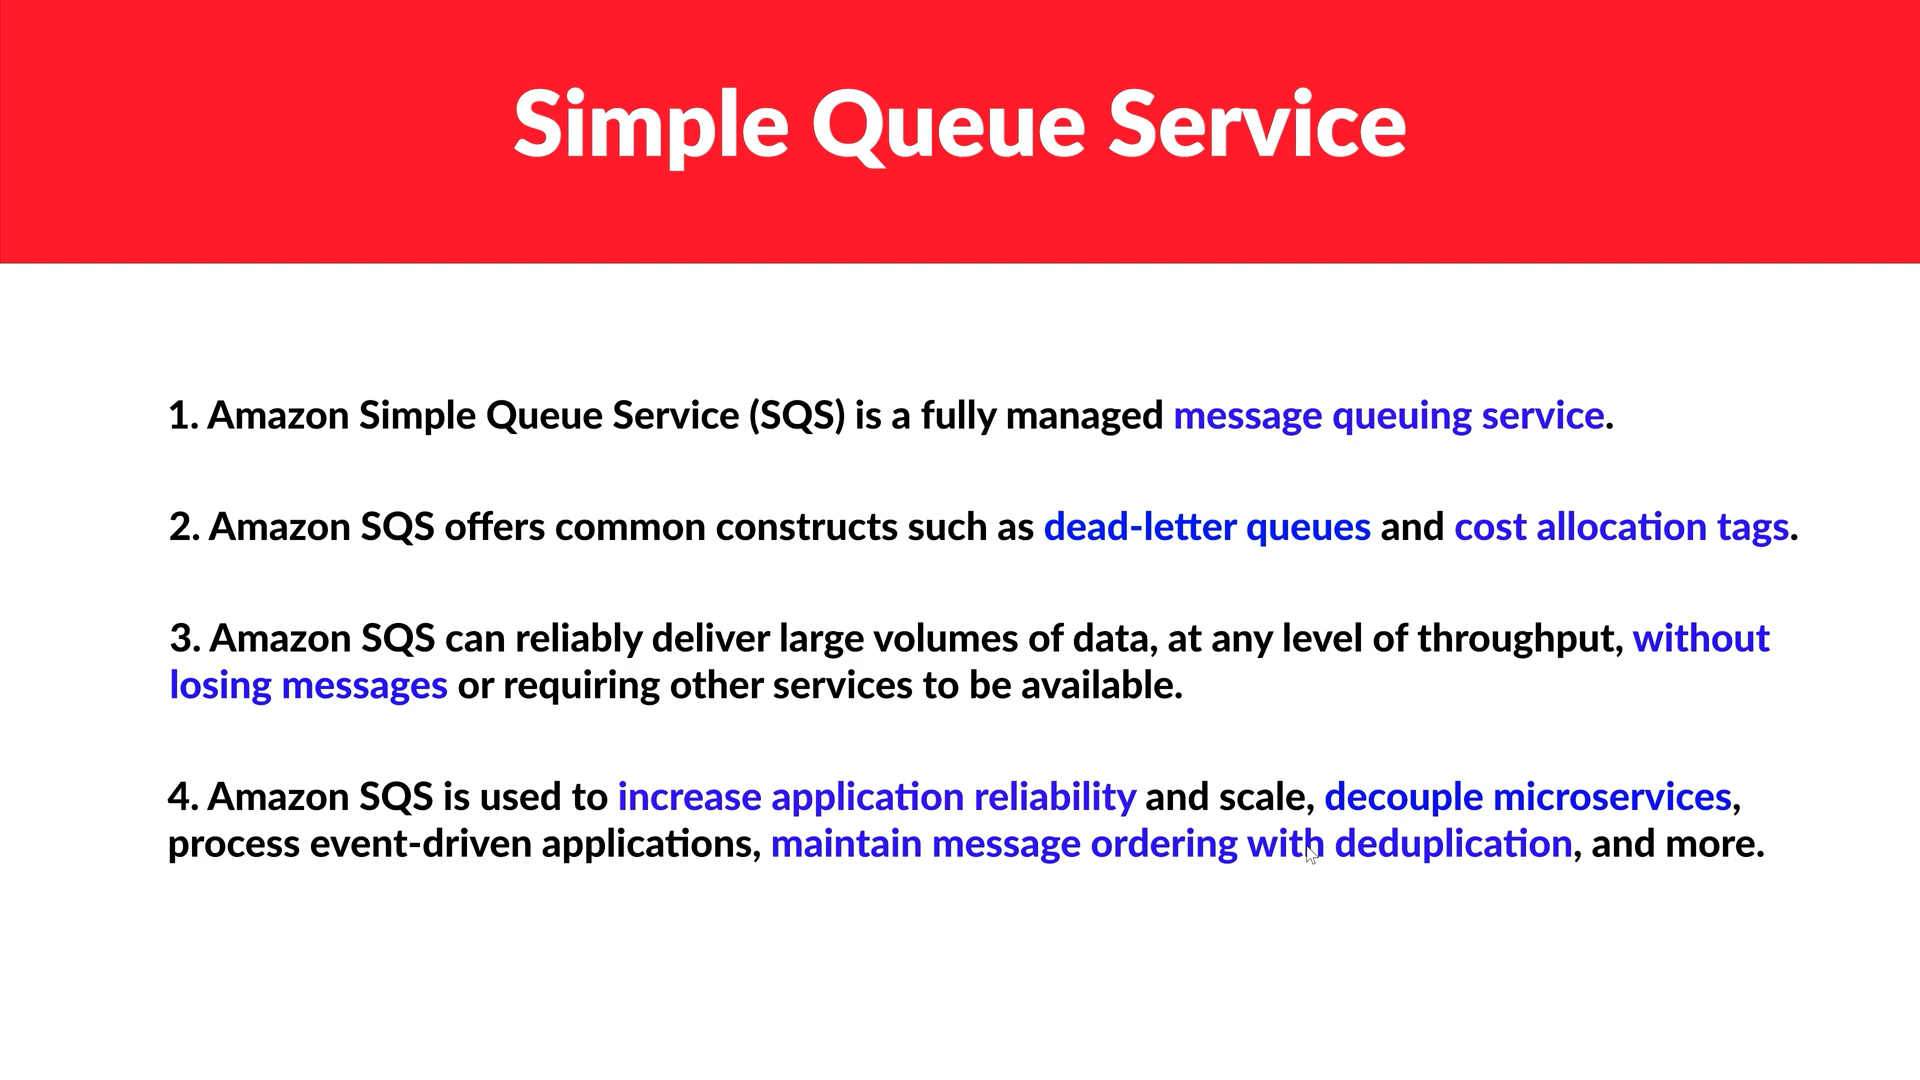 Simple Queue Service
1. Amazon Simple Queue Service (SQS) is a fully managed message queuing service.
2. Amazon SQS offers common constructs such as dead-letter queues and cost allocation tags.
3. Amazon SQS can reliably deliver large volumes of data, at any level of throughput, without
losing messages or requiring other services to be available.
4. Amazon SQS is used to increase application reliability and scale, decouple microservices,
process event-driven applications, maintain message ordering with deduplication, and more.